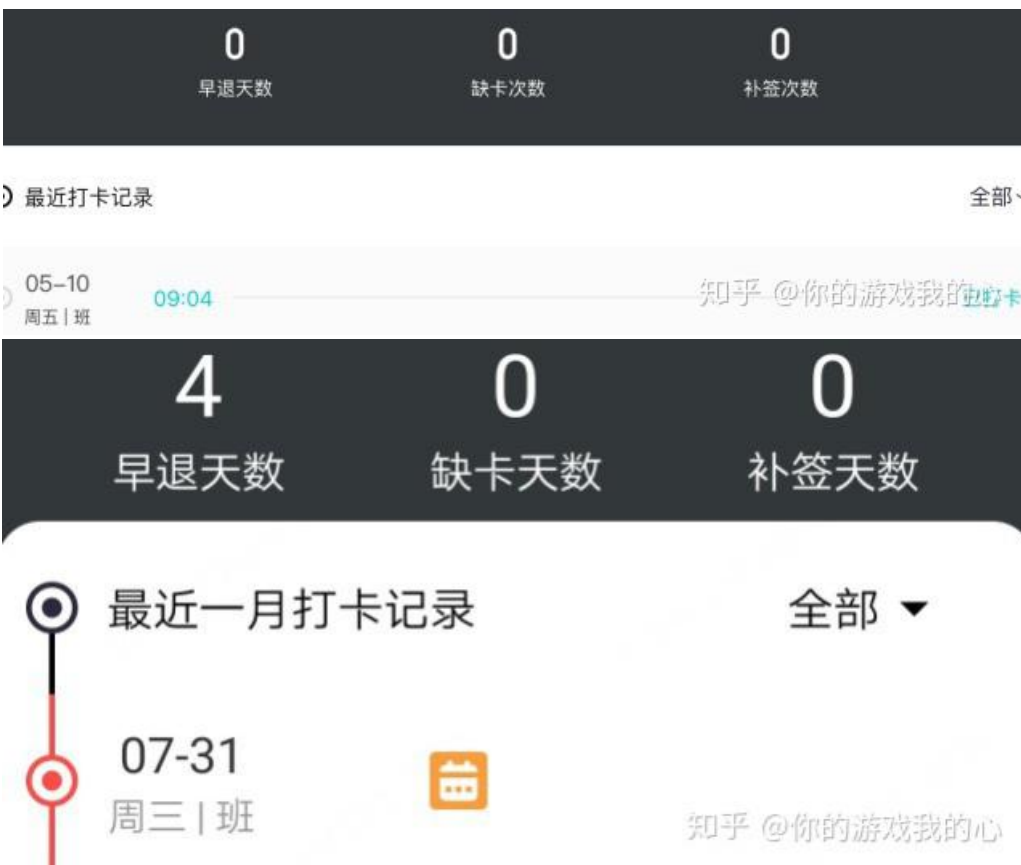 0 0 0
早退天数 缺卡次数 补签次数
最近打卡记录 全部
05-10
09:04
周五 | 班
知乎 @你的游戏我的心
4 0 0
早退天数 缺卡天数 补签天数
最近一月打卡记录 全部
07-31
周三 | 班
知乎 @你的游戏我的心